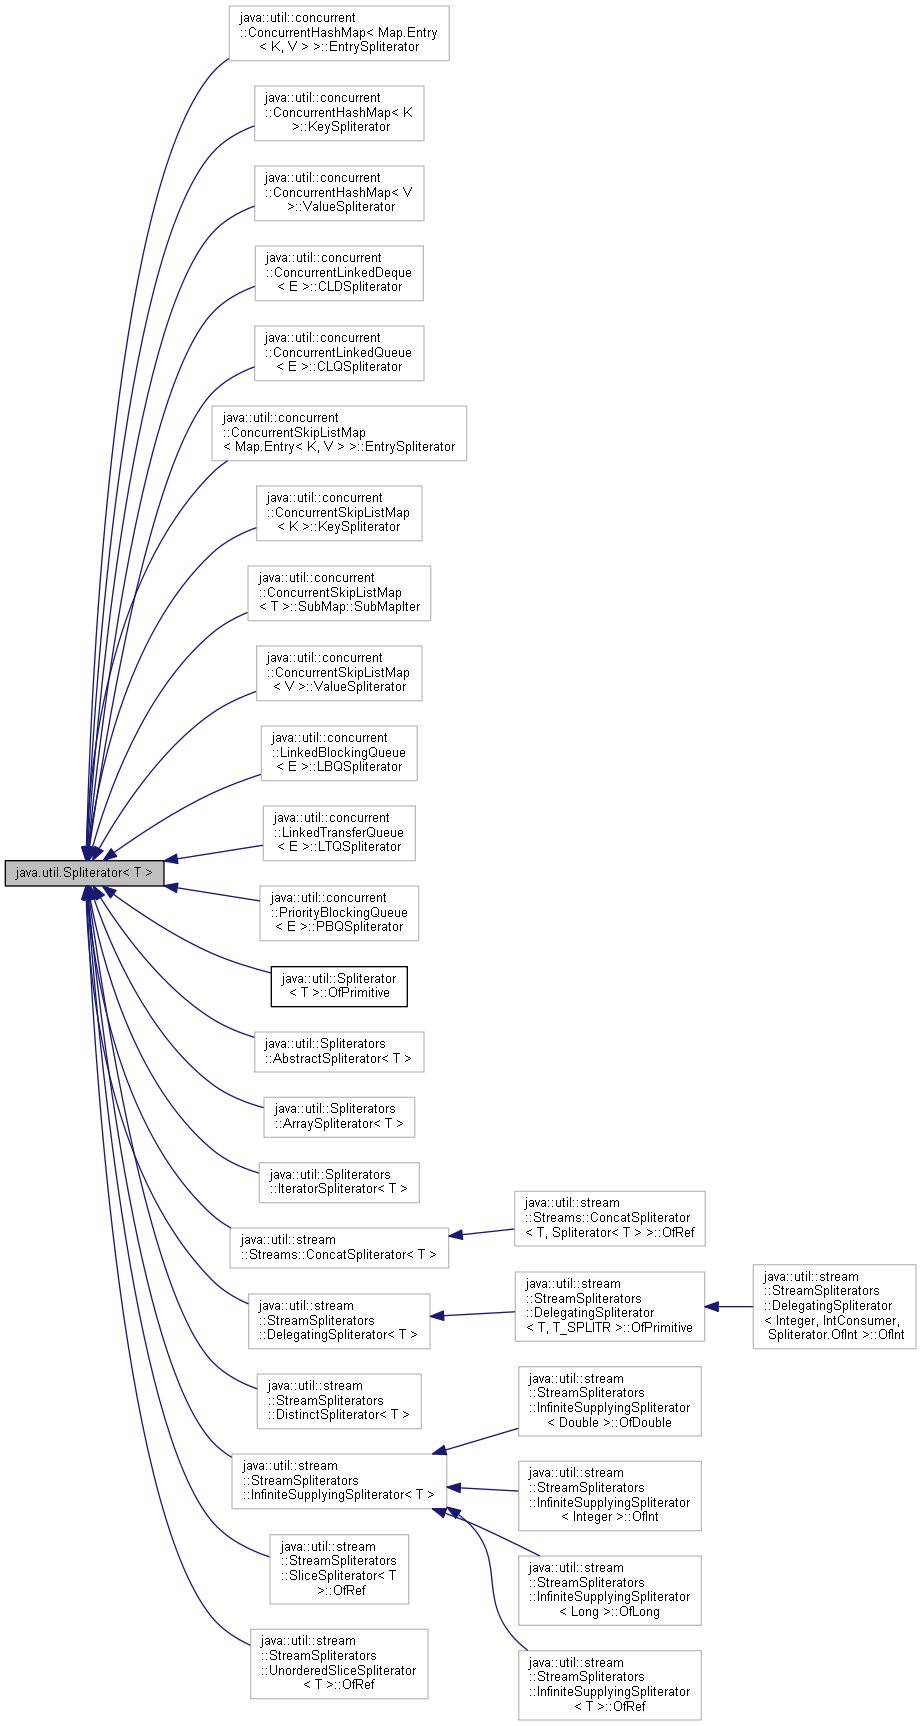 java::util::concurrent
::ConcurrentHashMap< Map.Entry
< K, V > >::EntrySpliterator
java::util::concurrent
::ConcurrentHashMap< K
>::KeySpliterator
java::util::concurrent
::ConcurrentHashMap< V
>::ValueSpliterator
java::util::concurrent
::ConcurrentLinkedDeque
< E >::CLDSpliterator
java::util::concurrent
::ConcurrentLinkedQueue
< E >::CLQSpliterator
java::util::concurrent
::ConcurrentSkipListMap
< Map.Entry< K, V > >::EntrySpliterator
java::util::concurrent
::ConcurrentSkipListMap
< K >::KeySpliterator
java::util::concurrent
::ConcurrentSkipListMap
< T >::SubMap::SubMapIter
java::util::concurrent
::ConcurrentSkipListMap
< V >::ValueSpliterator
java::util::concurrent
::LinkedBlockingQueue
< E >::LBQSpliterator
java::util::concurrent
::LinkedTransferQueue
< E >::LTQSpliterator
java.util.Spliterator< T >
java::util::concurrent
::PriorityBlockingQueue
< E >::PBQSpliterator
java::util::Spliterator
< T >::OfPrimitive
java::util::Spliterators
::AbstractSpliterator< T >
java::util::Spliterators
::ArraySpliterator< T >
java::util::Spliterators
::IteratorSpliterator< T >
java::util::stream
::Streams::ConcatSpliterator< T >
java::util::stream
::Streams::ConcatSpliterator
< T, Spliterator< T > >::OfRef
java::util::stream
::StreamSpliterators
::DelegatingSpliterator< T >
java::util::stream
::StreamSpliterators
::DelegatingSpliterator
< T, T_SPLITR >::OfPrimitive
java::util::stream
::StreamSpliterators
::DelegatingSpliterator
< Integer, IntConsumer,
Spliterator.OfInt >::OfInt
java::util::stream
::StreamSpliterators
::DistinctSpliterator< T >
java::util::stream
::StreamSpliterators
::InfiniteSupplyingSpliterator< T >
java::util::stream
::StreamSpliterators
::InfiniteSupplyingSpliterator
< Double >::OfDouble
java::util::stream
::StreamSpliterators
::InfiniteSupplyingSpliterator
< Integer >::OfInt
java::util::stream
::StreamSpliterators
::InfiniteSupplyingSpliterator
< Long >::OfLong
java::util::stream
::StreamSpliterators
::InfiniteSupplyingSpliterator
< T >::OfRef
java::util::stream
::StreamSpliterators
::SliceSpliterator< T
>::OfRef
java::util::stream
::StreamSpliterators
::UnorderedSliceSpliterator
< T >::OfRef